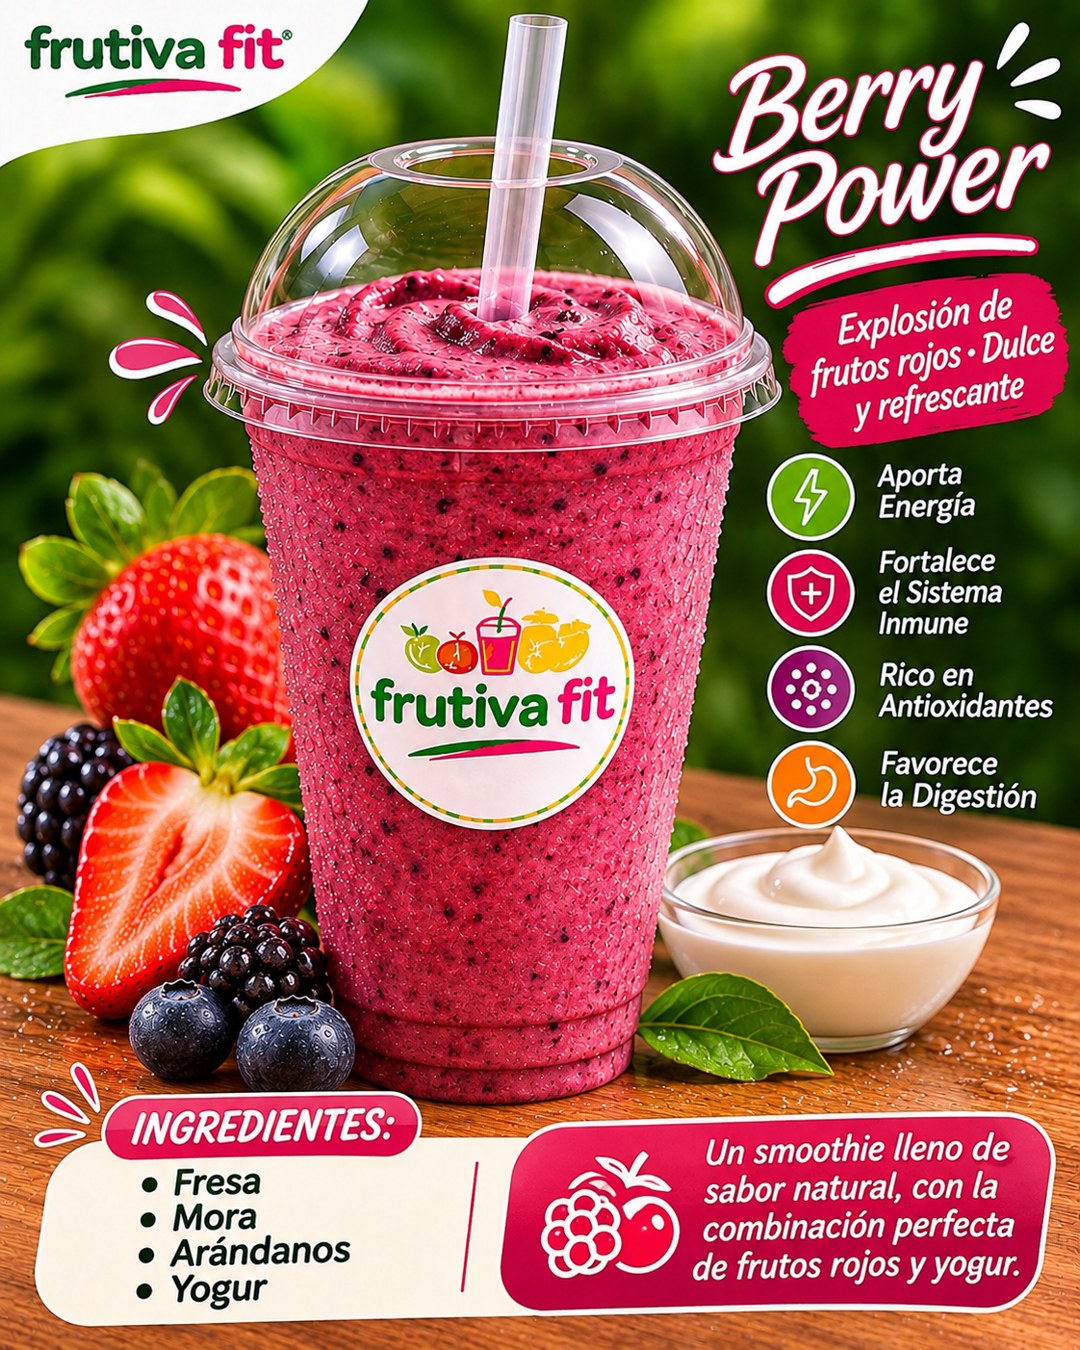 frutiva fit®
Berry
Power
Explosión de
frutos rojos • Dulce
y refrescante
Aporta
Energía
Fortalece
el Sistema
Inmune
Rico en
Antioxidantes
Favorece
la Digestión
frutiva fit
INGREDIENTES:
• Fresa
• Mora
• Arándanos
• Yogur
Un smoothie lleno de
sabor natural, con la
combinación perfecta
de frutos rojos y yogur.